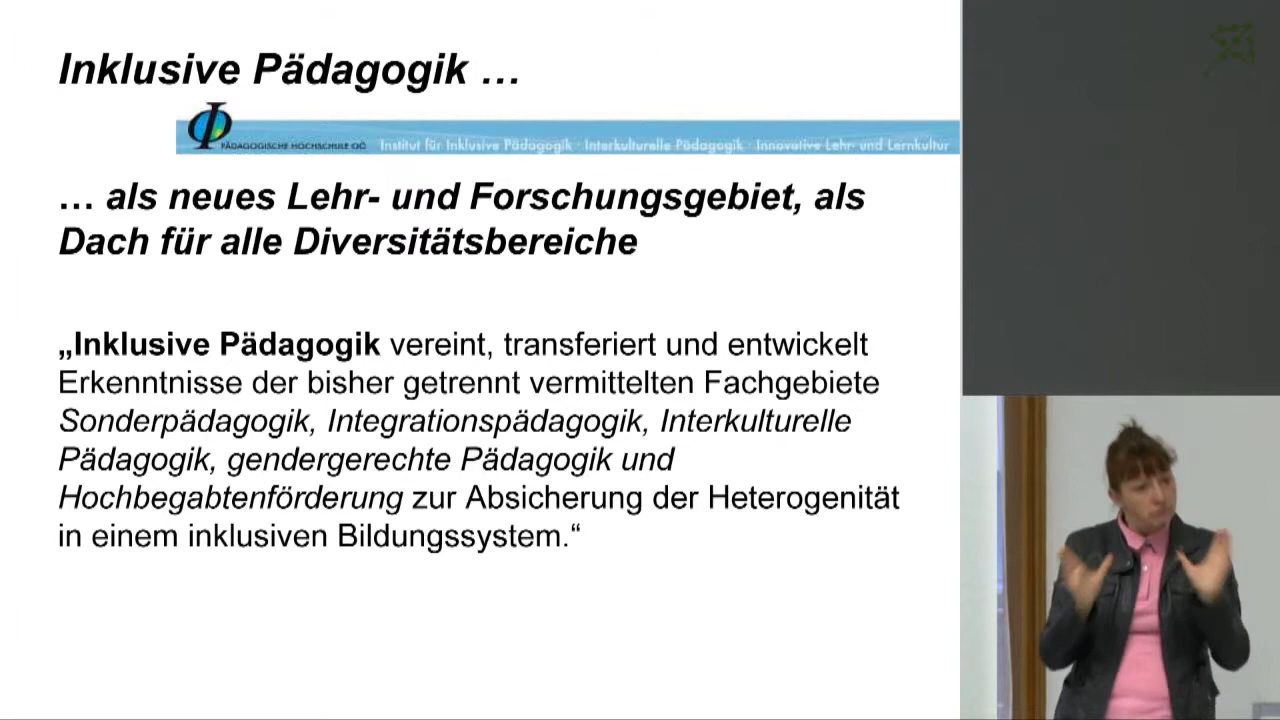 Inklusive Pädagogik …
PÄDAGOGISCHE HOCHSCHULE OÖ Institut für Inklusive Pädagogik · Interkulturelle Pädagogik · Innovative Lehr- und Lernkultur
… als neues Lehr- und Forschungsgebiet, als
Dach für alle Diversitätsbereiche
„Inklusive Pädagogik vereint, transferiert und entwickelt
Erkenntnisse der bisher getrennt vermittelten Fachgebiete
Sonderpädagogik, Integrationspädagogik, Interkulturelle
Pädagogik, gendergerechte Pädagogik und
Hochbegabtenförderung zur Absicherung der Heterogenität
in einem inklusiven Bildungssystem.“